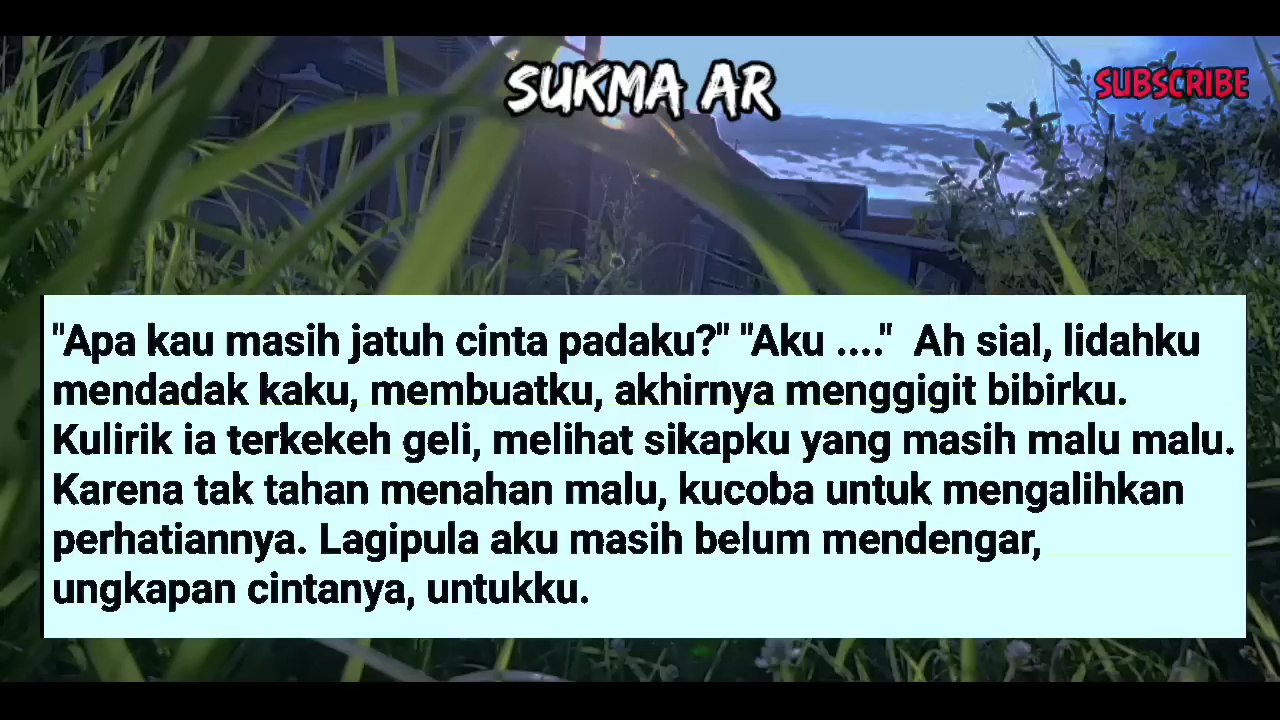 SUKMA AR
SUBSCRIBE
"Apa kau masih jatuh cinta padaku?" "Aku ...."  Ah sial, lidahku
mendadak kaku, membuatku, akhirnya menggigit bibirku.
Kulirik ia terkekeh geli, melihat sikapku yang masih malu malu.
Karena tak tahan menahan malu, kucoba untuk mengalihkan
perhatiannya. Lagipula aku masih belum mendengar,
ungkapan cintanya, untukku.